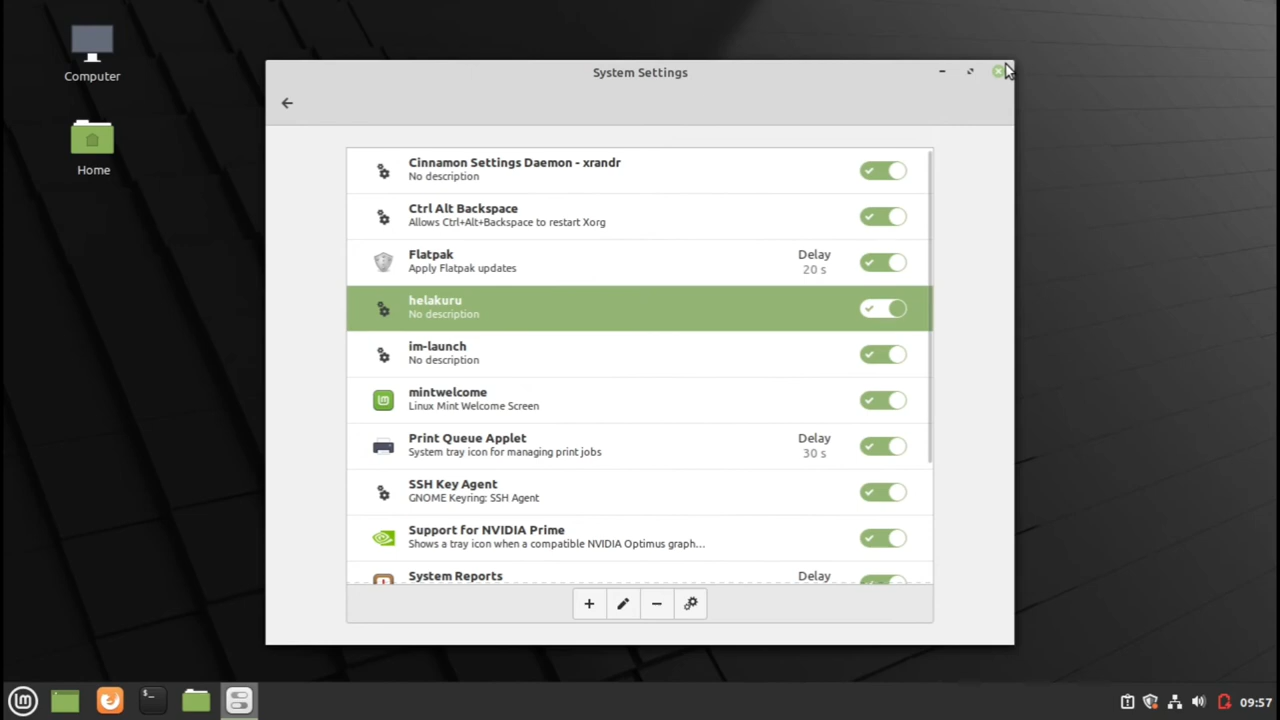 Computer
Home
System Settings
Cinnamon Settings Daemon - xrandr
No description
Ctrl Alt Backspace
Allows Ctrl+Alt+Backspace to restart Xorg
Flatpak
Apply Flatpak updates
Delay
20 s
helakuru
No description
im-launch
No description
mintwelcome
Linux Mint Welcome Screen
Print Queue Applet
System tray icon for managing print jobs
Delay
30 s
SSH Key Agent
GNOME Keyring: SSH Agent
Support for NVIDIA Prime
Shows a tray icon when a compatible NVIDIA Optimus graph...
System Reports
Delay
09:57